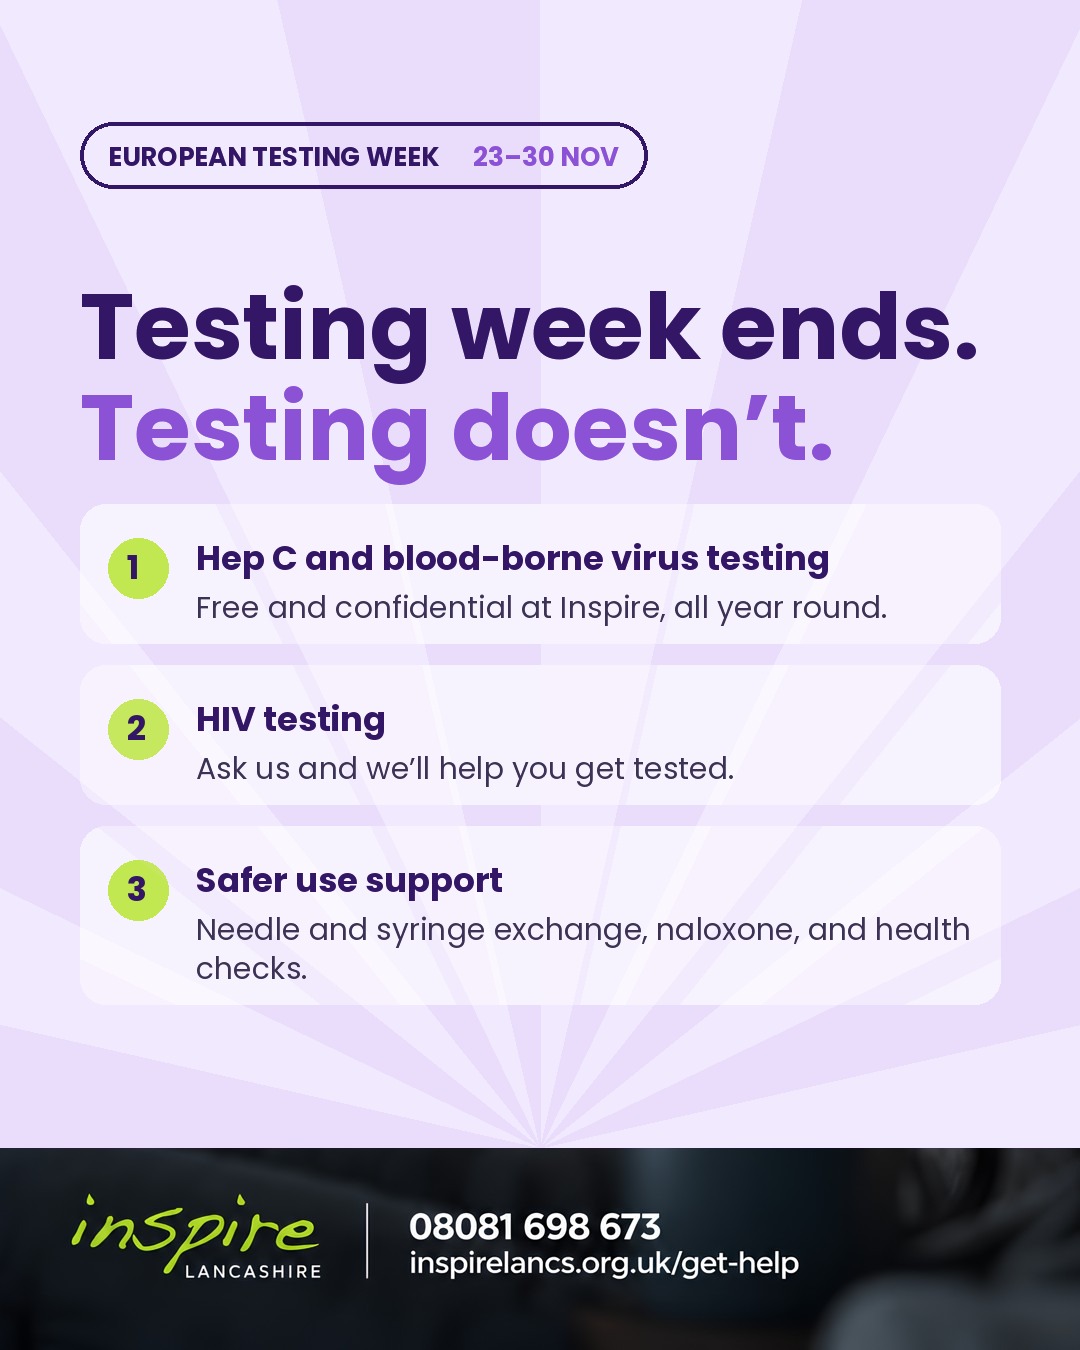 EUROPEAN TESTING WEEK 23–30 NOV
Testing week ends.
Testing doesn’t.
1 Hep C and blood-borne virus testing
Free and confidential at Inspire, all year round.
2 HIV testing
Ask us and we’ll help you get tested.
3 Safer use support
Needle and syringe exchange, naloxone, and health
checks.
inspire
LANCASHIRE
08081 698 673
inspirelancs.org.uk/get-help